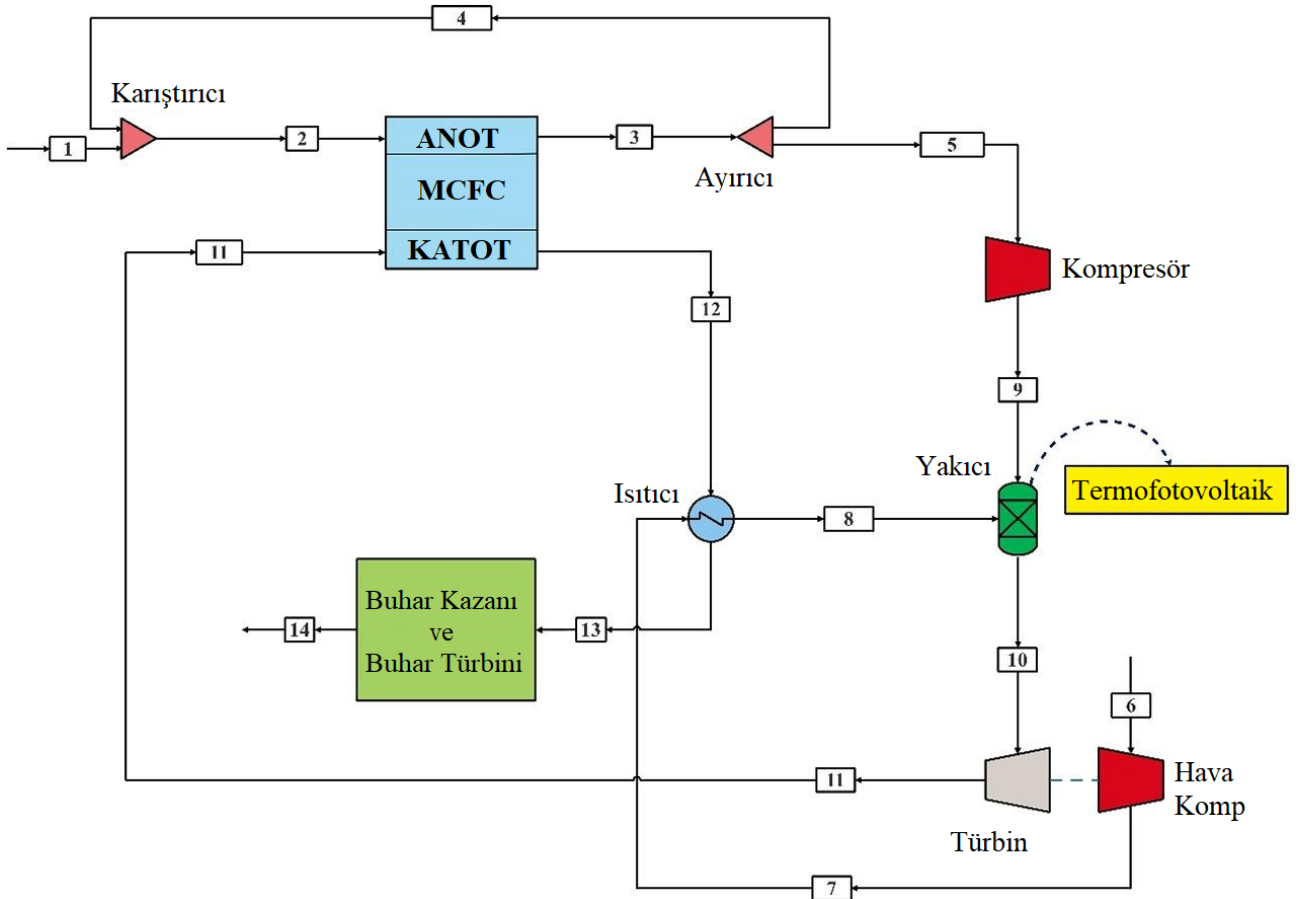 4
Karıştırıcı
1
2
ANOT
MCFC
KATOT
3
Ayırıcı
5
11
12
Kompresör
9
Yakıcı
Termofotovoltaik
Isıtıcı
8
Buhar Kazanı
ve
Buhar Türbini
14
13
10
6
11
Türbin
Hava
Komp
7